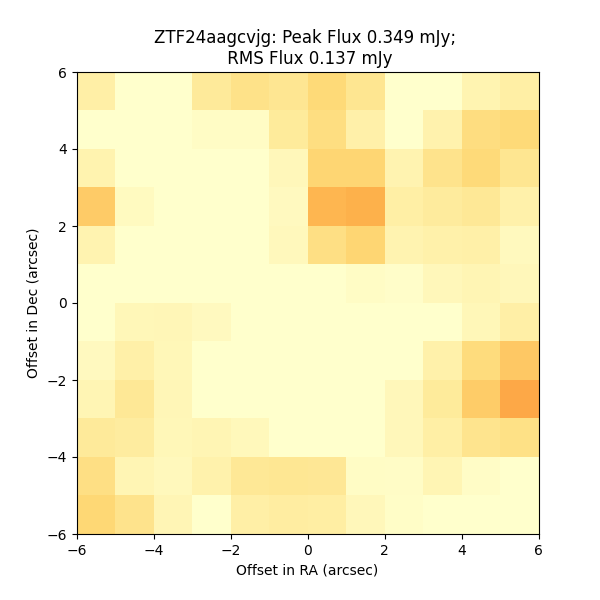 ZTF24aagcvjg: Peak Flux 0.349 mJy;
RMS Flux 0.137 mJy
6
4
2
0
−2
−4
−6
Offset in Dec (arcsec)
−6 −4 −2 0 2 4 6
Offset in RA (arcsec)